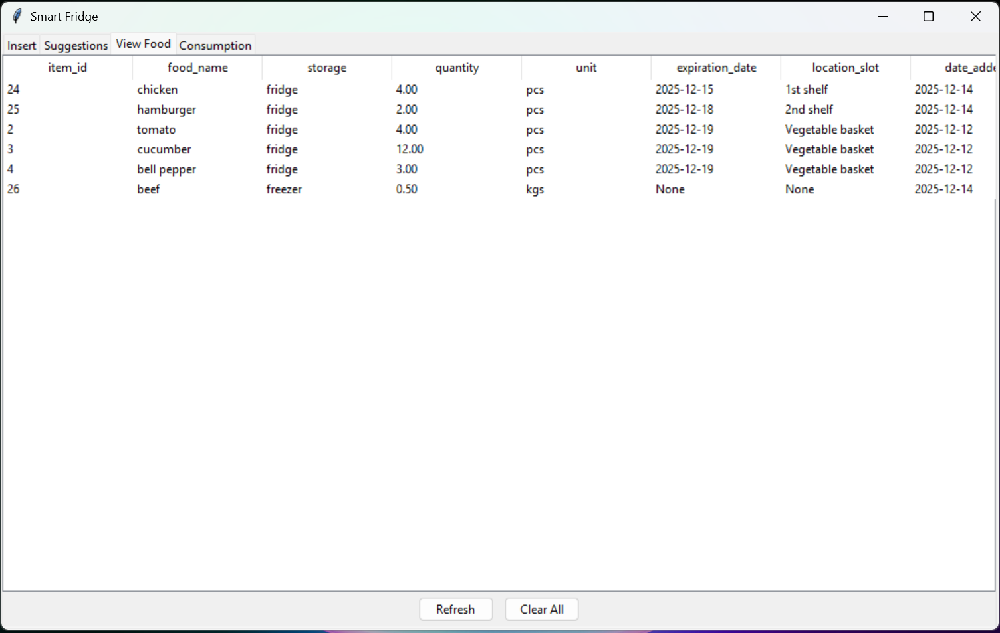 Smart Fridge
Insert Suggestions View Food Consumption
item_id food_name storage quantity unit expiration_date location_slot date_adde
24 chicken fridge 4.00 pcs 2025-12-15 1st shelf 2025-12-14
25 hamburger fridge 2.00 pcs 2025-12-18 2nd shelf 2025-12-14
2 tomato fridge 4.00 pcs 2025-12-19 Vegetable basket 2025-12-12
3 cucumber fridge 12.00 pcs 2025-12-19 Vegetable basket 2025-12-12
4 bell pepper fridge 3.00 pcs 2025-12-19 Vegetable basket 2025-12-12
26 beef freezer 0.50 kgs None None 2025-12-14
Refresh Clear All